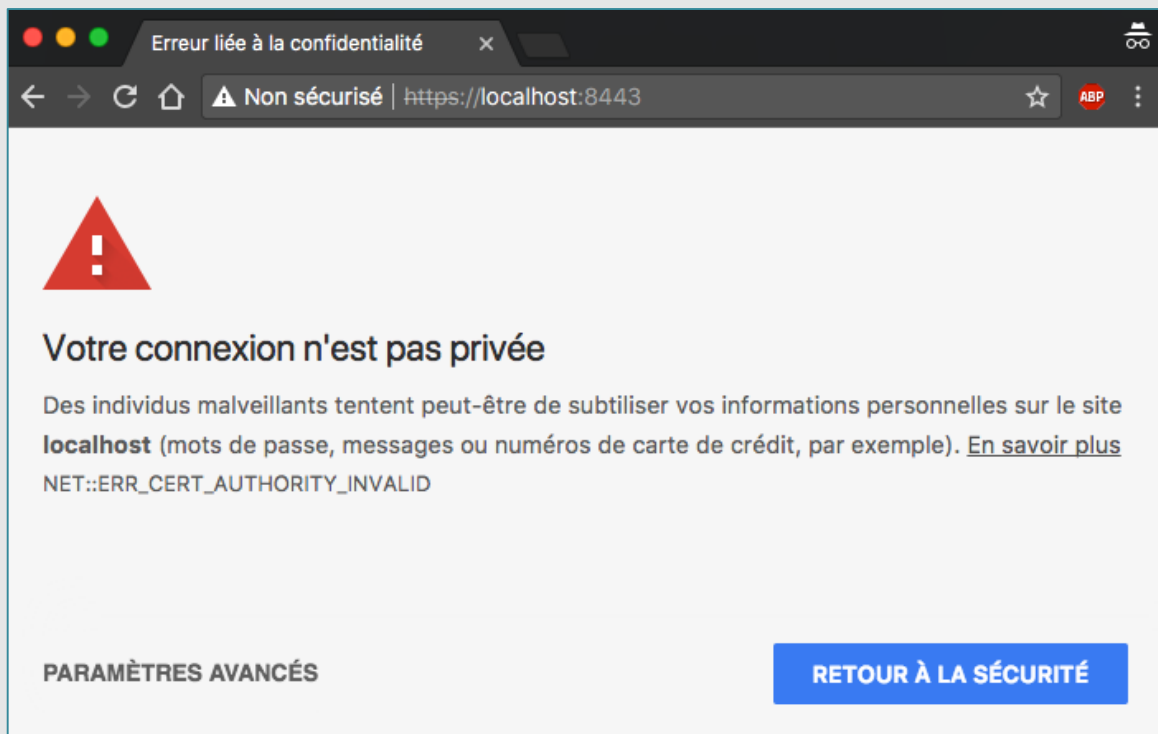 Erreur liée à la confidentialité
Non sécurisé | https://localhost:8443
ABP
Votre connexion n'est pas privée
Des individus malveillants tentent peut-être de subtiliser vos informations personnelles sur le site
localhost (mots de passe, messages ou numéros de carte de crédit, par exemple). En savoir plus
NET::ERR_CERT_AUTHORITY_INVALID
PARAMÈTRES AVANCÉS
RETOUR À LA SÉCURITÉ